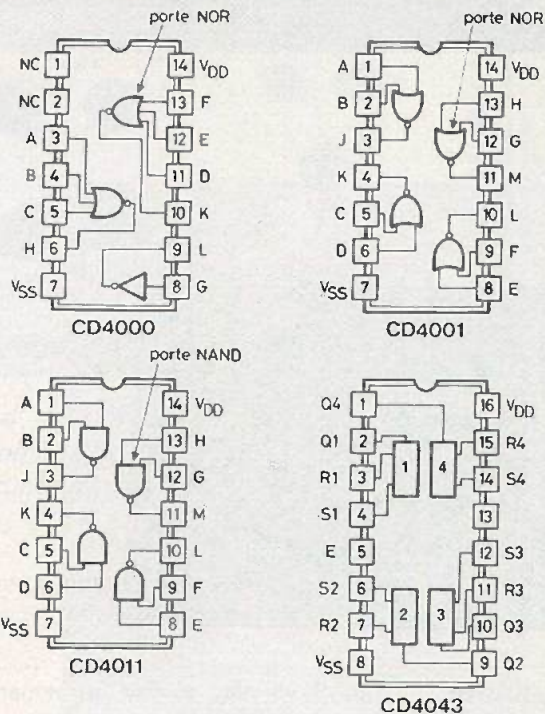 porte NOR
NC 1 14 VDD
NC 2 13 F
A 3 12 E
B 4 11 D
C 5 10 K
H 6 9 L
VSS 7 8 G
CD4000
porte NOR
A 1 14 VDD
B 2 13 H
J 3 12 G
K 4 11 M
C 5 10 L
D 6 9 F
VSS 7 8 E
CD4001
porte NAND
A 1 14 VDD
B 2 13 H
J 3 12 G
K 4 11 M
C 5 10 L
D 6 9 F
VSS 7 8 E
CD4011
Q4 1 16 VDD
Q1 2 1 4 15 R4
R1 3 14 S4
S1 4 13
E 5 12 S3
S2 6 2 3 11 R3
R2 7 10 Q3
VSS 8 9 Q2
CD4043